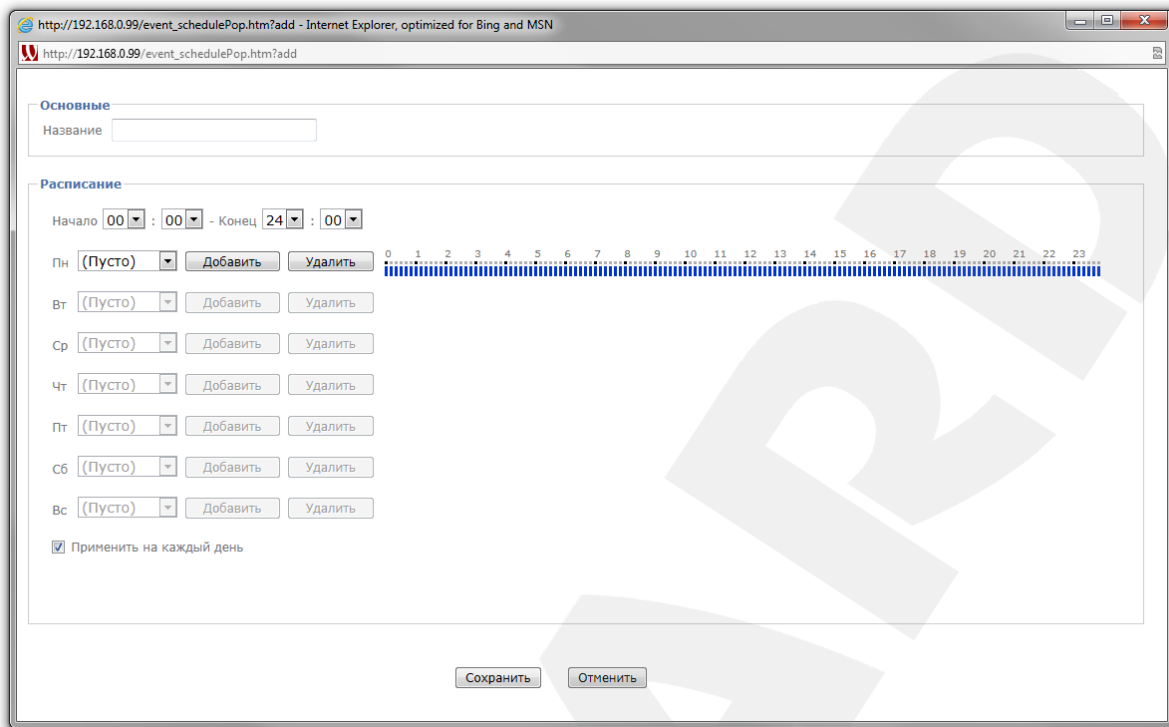 http://192.168.0.99/event_schedulePop.htm?add - Internet Explorer, optimized for Bing and MSN
http://192.168.0.99/event_schedulePop.htm?add
Основные
Название
Расписание
Начало 00 : 00 - Конец 24 : 00
0 1 2 3 4 5 6 7 8 9 10 11 12 13 14 15 16 17 18 19 20 21 22 23
Пн (Пусто) Добавить Удалить
Вт (Пусто) Добавить Удалить
Ср (Пусто) Добавить Удалить
Чт (Пусто) Добавить Удалить
Пт (Пусто) Добавить Удалить
Сб (Пусто) Добавить Удалить
Вс (Пусто) Добавить Удалить
Применить на каждый день
Сохранить Отменить
ARD